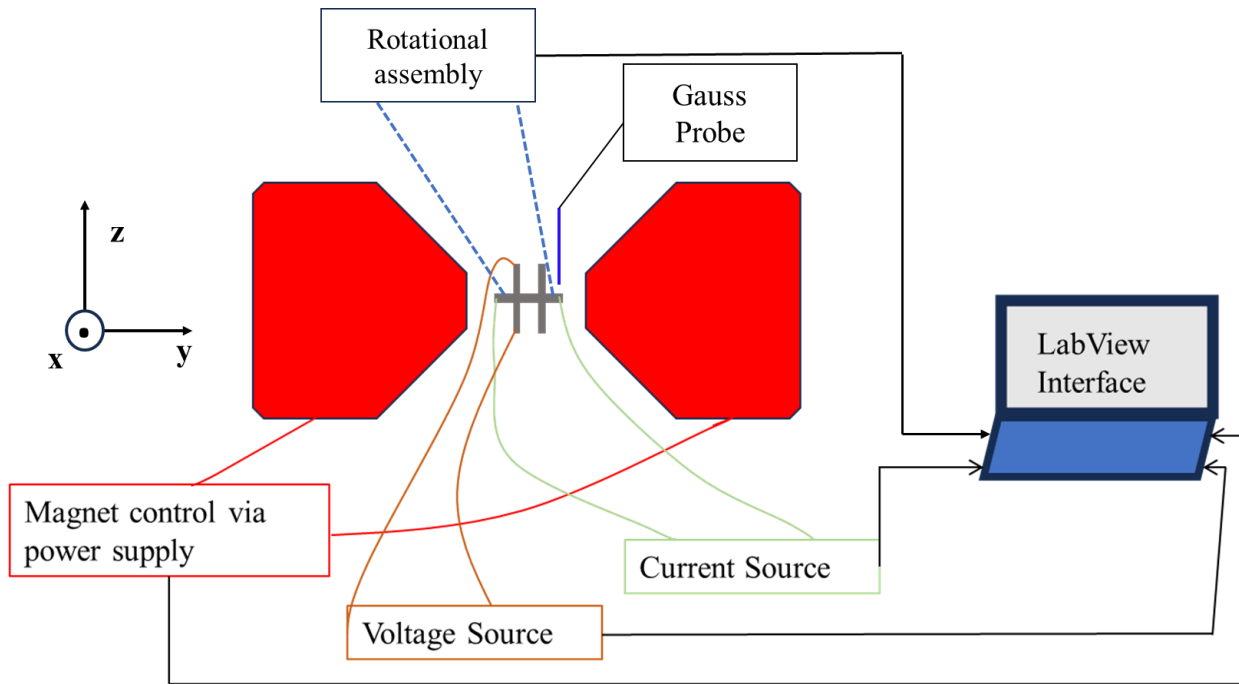 Rotational
assembly
Gauss
Probe
z
x
y
LabView
Interface
Magnet control via
power supply
Current Source
Voltage Source